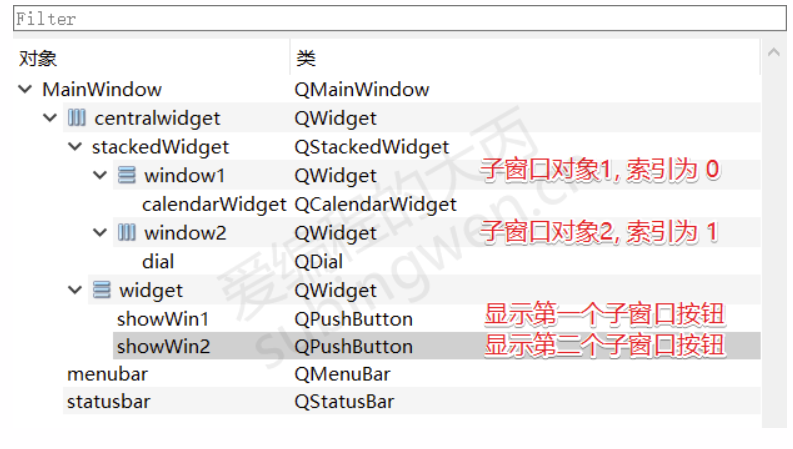 Filter
对象 类
MainWindow QMainWindow
centralwidget QWidget
stackedWidget QStackedWidget
window1 QWidget 子窗口对象1, 索引为 0
calendarWidget QCalendarWidget
window2 QWidget 子窗口对象2, 索引为 1
dial QDial
widget QWidget
showWin1 QPushButton 显示第一个子窗口按钮
showWin2 QPushButton 显示第二个子窗口按钮
menubar QMenuBar
statusbar QStatusBar
爱编程的大丙
subingwen.cn